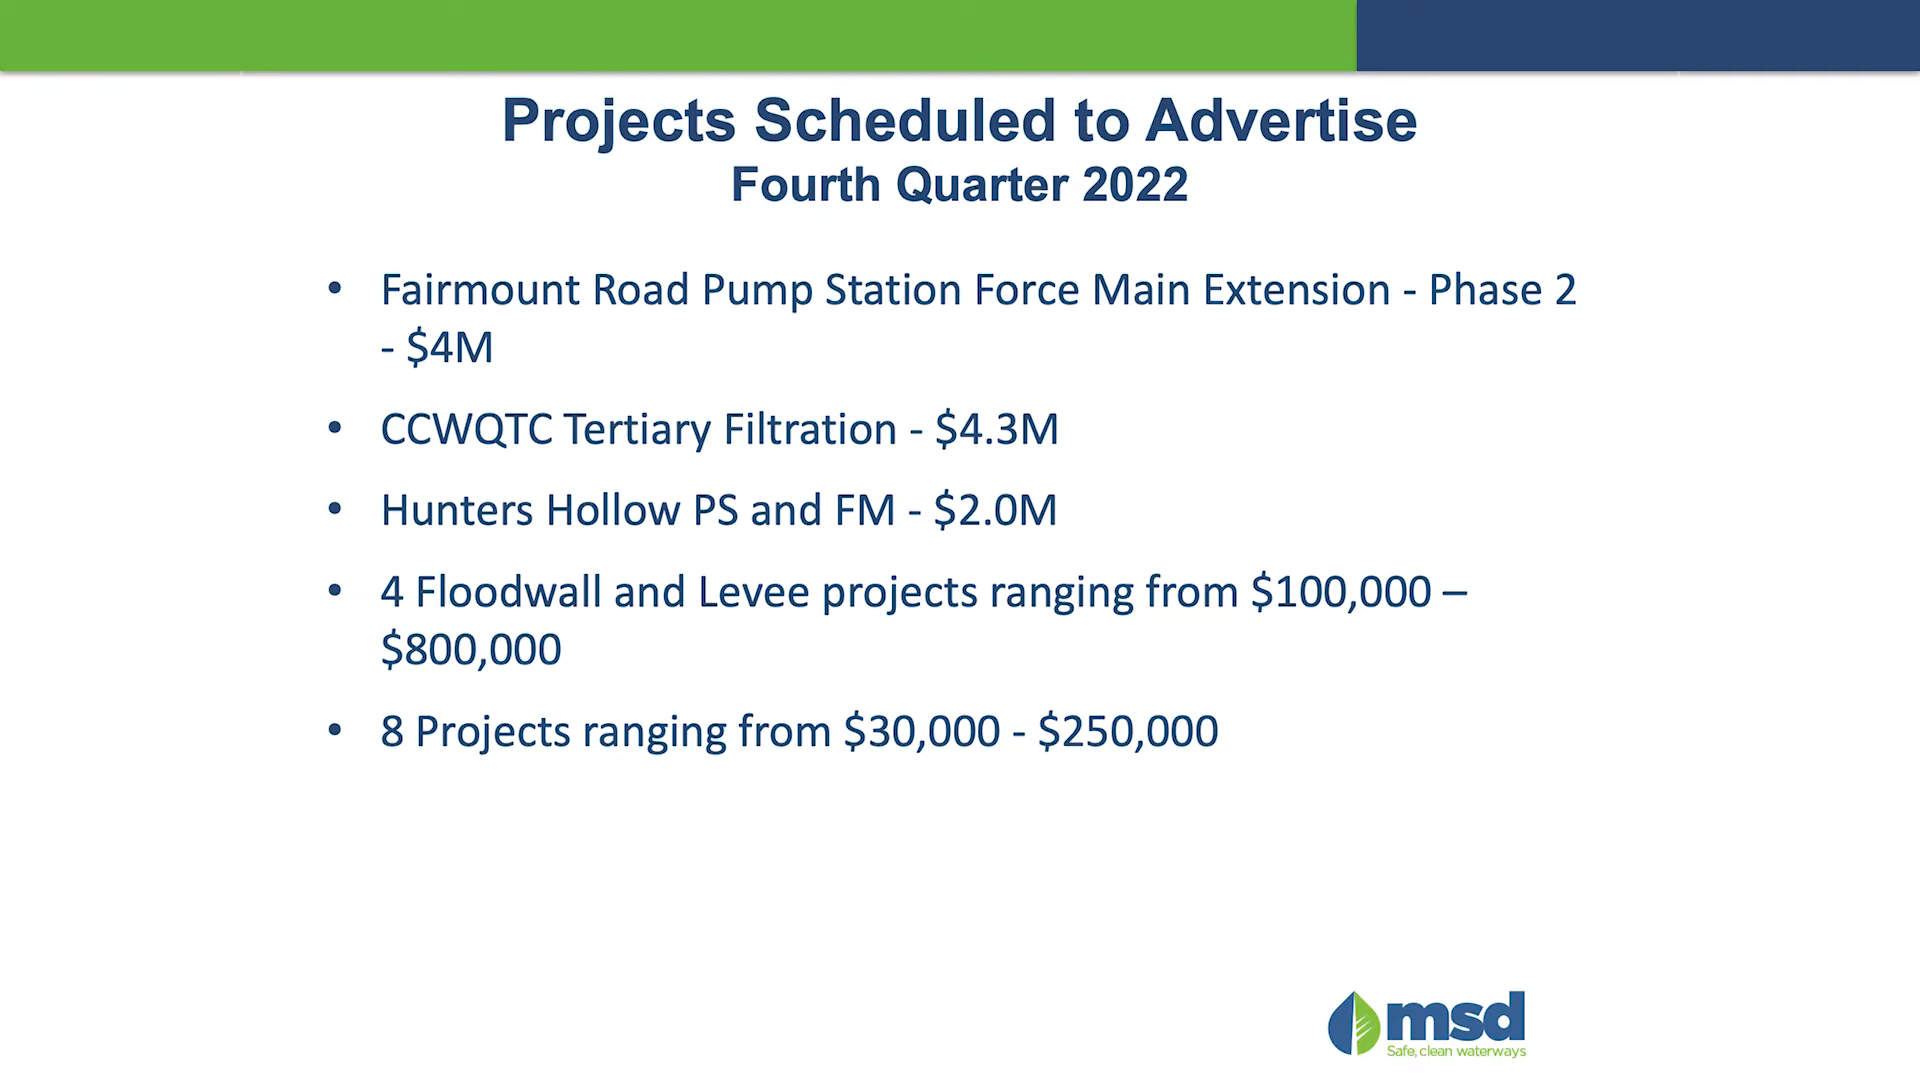 Projects Scheduled to Advertise
Fourth Quarter 2022
• Fairmount Road Pump Station Force Main Extension - Phase 2
- $4M
• CCWQTC Tertiary Filtration - $4.3M
• Hunters Hollow PS and FM - $2.0M
• 4 Floodwall and Levee projects ranging from $100,000 –
$800,000
• 8 Projects ranging from $30,000 - $250,000
msd
Safe, clean waterways